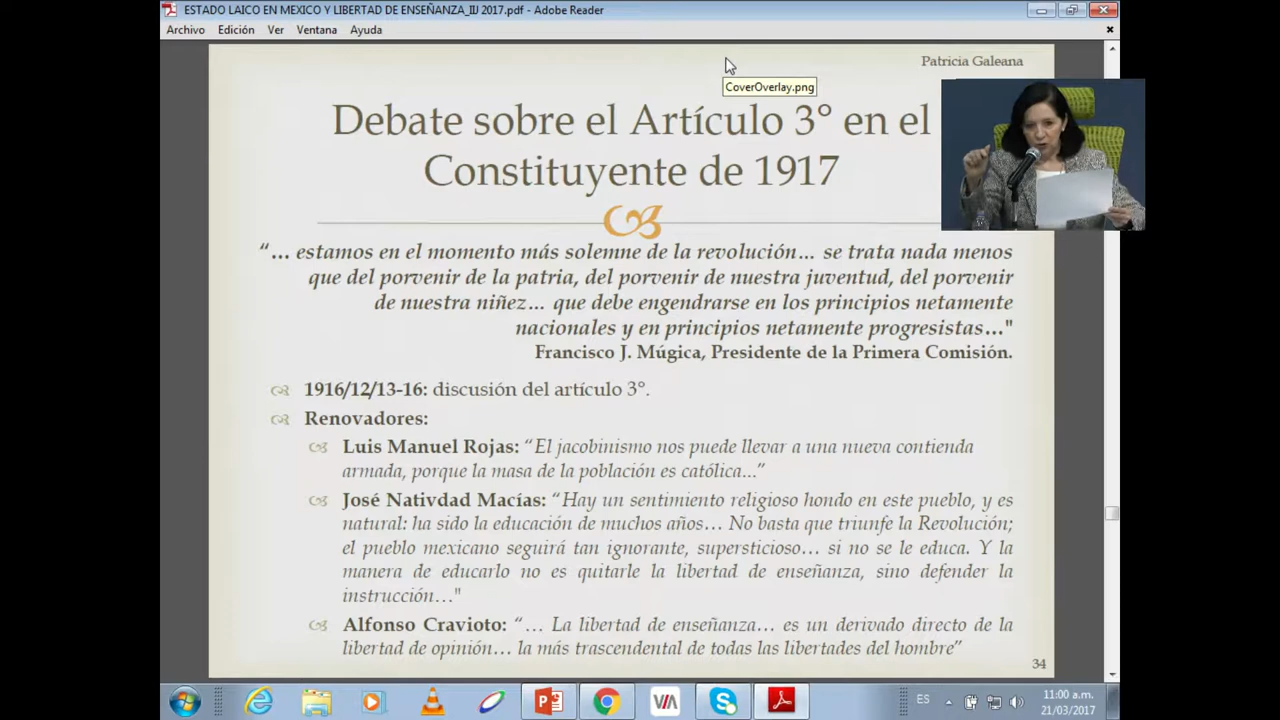 ESTADO LAICO EN MEXICO Y LIBERTAD DE ENSEÑANZA_IIJ 2017.pdf - Adobe Reader
Archivo Edición Ver Ventana Ayuda
Patricia Galeana
CoverOverlay.png
Debate sobre el Artículo 3° en el
Constituyente de 1917
“… estamos en el momento más solemne de la revolución… se trata nada menos
que del porvenir de la patria, del porvenir de nuestra juventud, del porvenir
de nuestra niñez… que debe engendrarse en los principios netamente
nacionales y en principios netamente progresistas…"
Francisco J. Múgica, Presidente de la Primera Comisión.
1916/12/13-16: discusión del artículo 3°.
Renovadores:
Luis Manuel Rojas: “El jacobinismo nos puede llevar a una nueva contienda
armada, porque la masa de la población es católica...”
José Nativdad Macías: “Hay un sentimiento religioso hondo en este pueblo, y es
natural: ha sido la educación de muchos años… No basta que triunfe la Revolución;
el pueblo mexicano seguirá tan ignorante, supersticioso… si no se le educa. Y la
manera de educarlo no es quitarle la libertad de enseñanza, sino defender la
instrucción…"
Alfonso Cravioto: “… La libertad de enseñanza… es un derivado directo de la
libertad de opinión… la más trascendental de todas las libertades del hombre”
34
VIA
ES
11:00 a.m.
21/03/2017